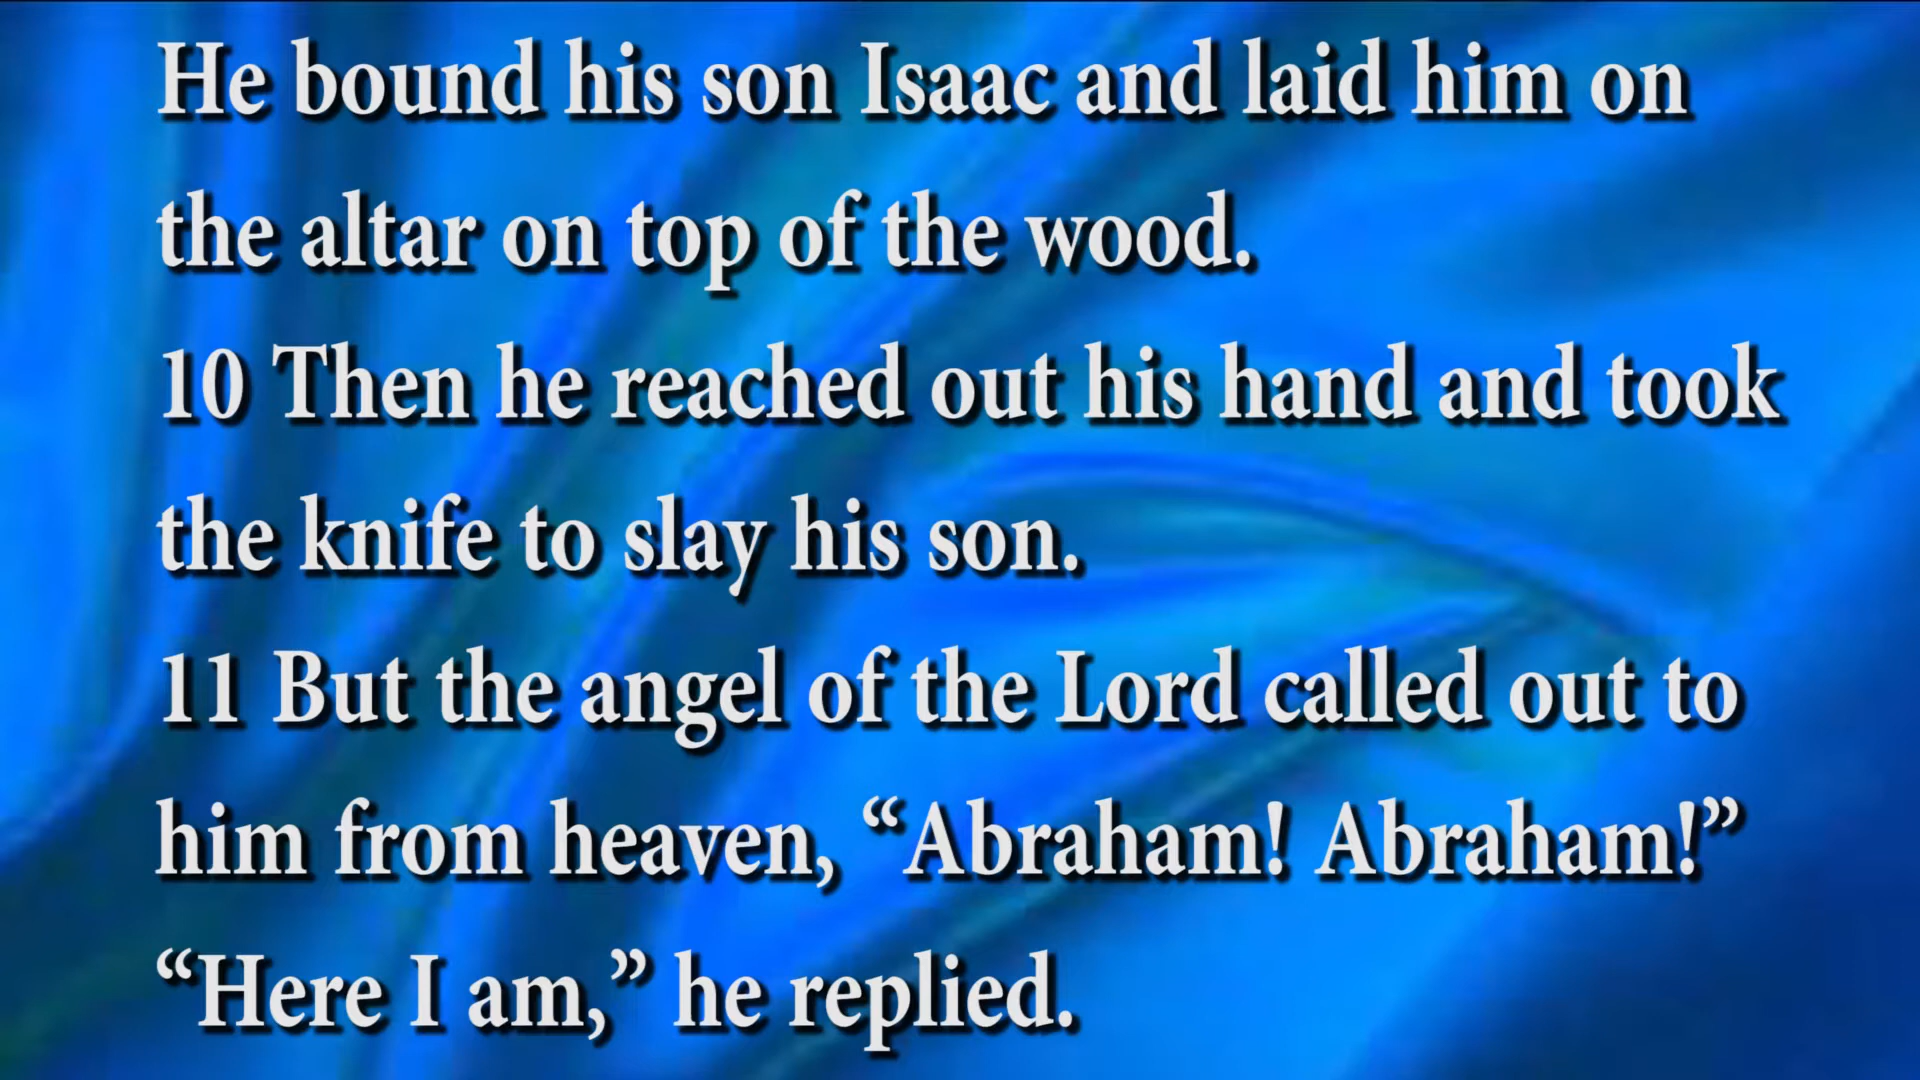 He bound his son Isaac and laid him on
the altar on top of the wood.
10 Then he reached out his hand and took
the knife to slay his son.
11 But the angel of the Lord called out to
him from heaven, “Abraham! Abraham!”
“Here I am,” he replied.